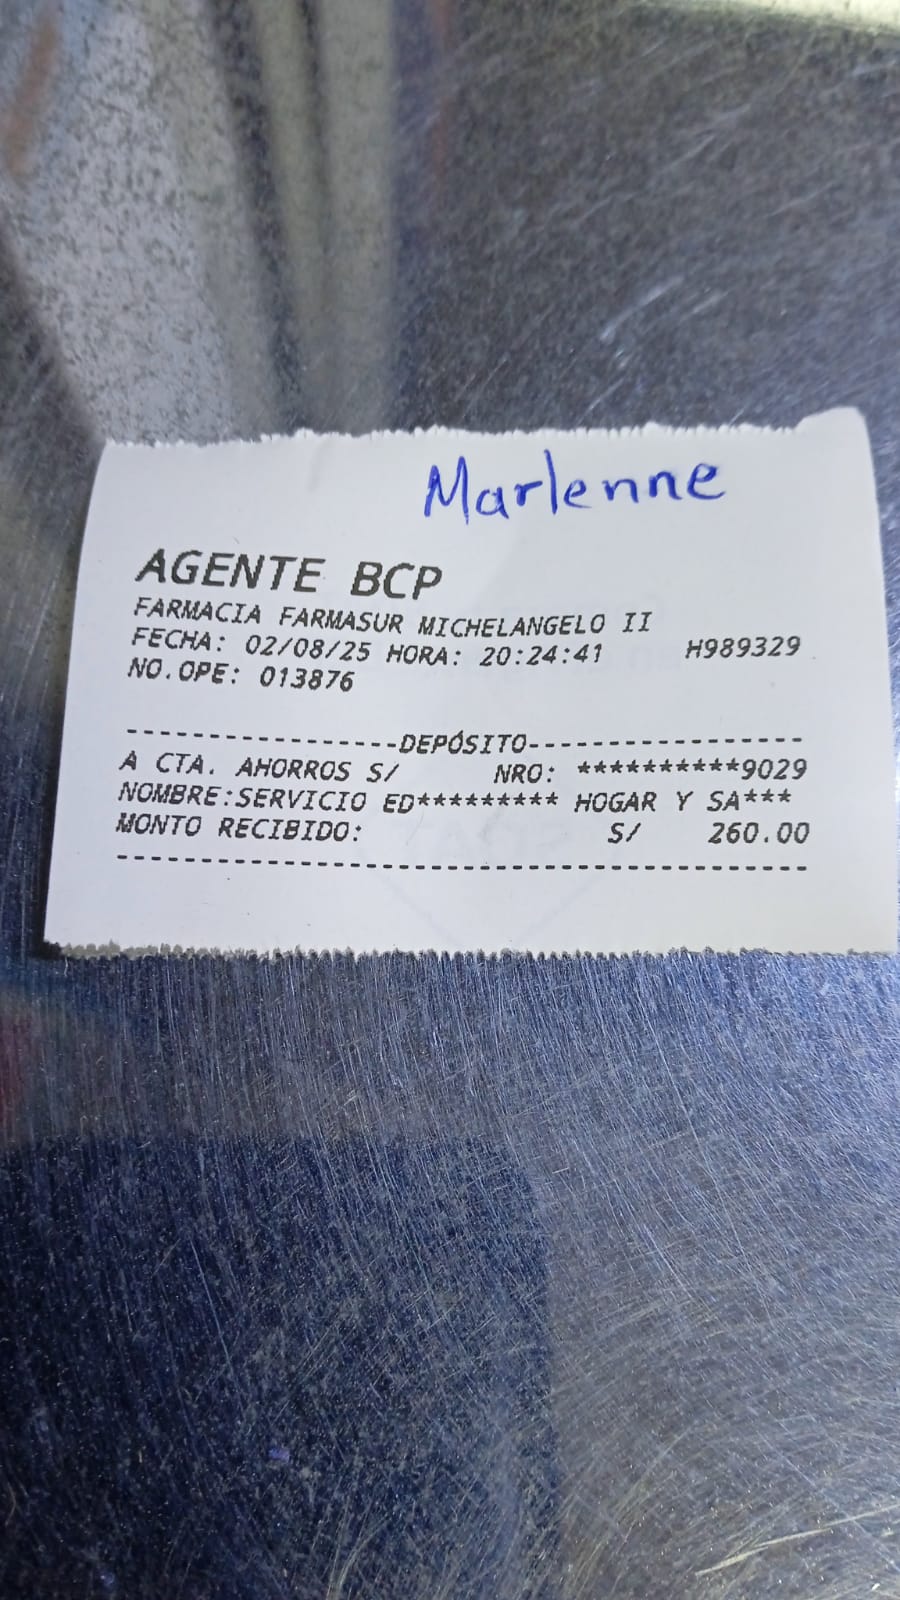 Marlenne
AGENTE BCP
FARMACIA FARMASUR MICHELANGELO II
FECHA: 02/08/25 HORA: 20:24:41 H989329
NO.OPE: 013876
-----------------DEPÓSITO-----------------
A CTA. AHORROS S/ NRO: **********9029
NOMBRE:SERVICIO ED********* HOGAR Y SA***
MONTO RECIBIDO: S/ 260.00
------------------------------------------